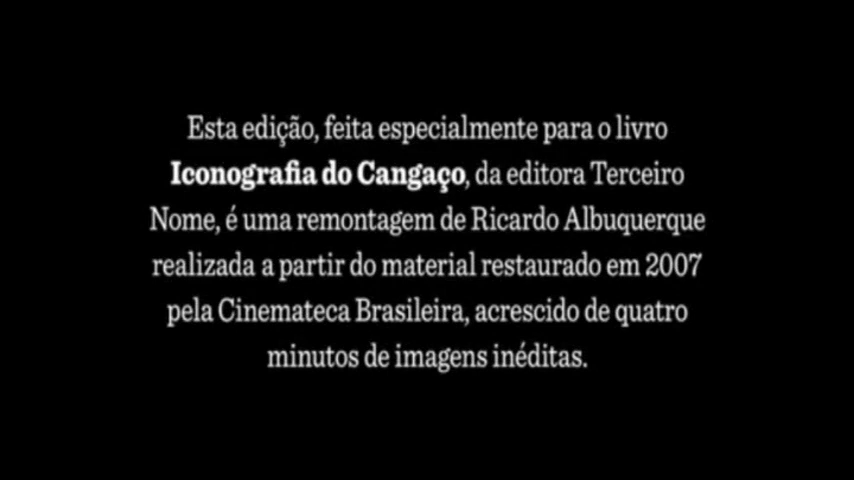 Esta edição, feita especialmente para o livro
Iconografia do Cangaço, da editora Terceiro
Nome, é uma remontagem de Ricardo Albuquerque
realizada a partir do material restaurado em 2007
pela Cinemateca Brasileira, acrescido de quatro
minutos de imagens inéditas.